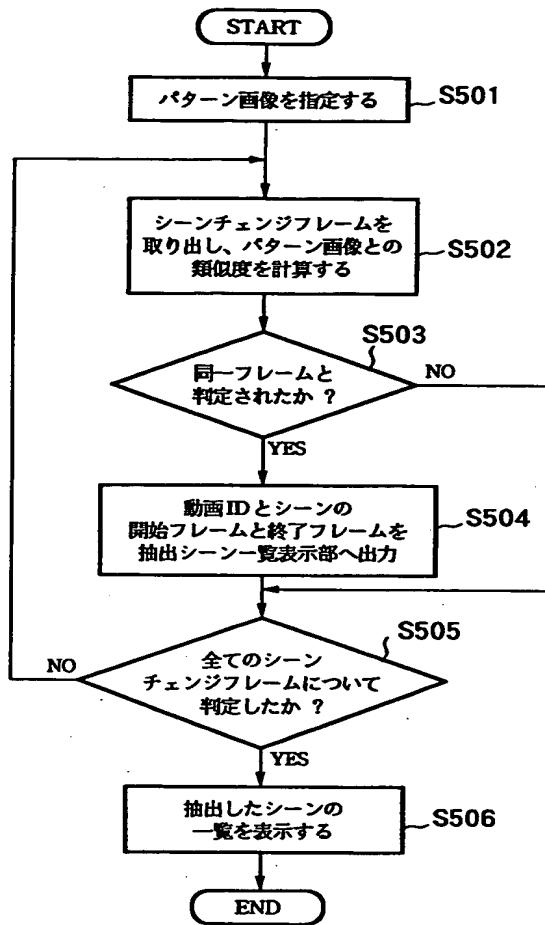 START
パターン画像を指定する
S501
シーンチェンジフレームを
取り出し、パターン画像との
類似度を計算する
S502
S503
同一フレームと
判定されたか ?
NO
YES
動画IDとシーンの
開始フレームと終了フレームを
抽出シーン一覧表示部へ出力
S504
S505
全てのシーン
チェンジフレームについて
判定したか ?
NO
YES
抽出したシーンの
一覧を表示する
S506
END